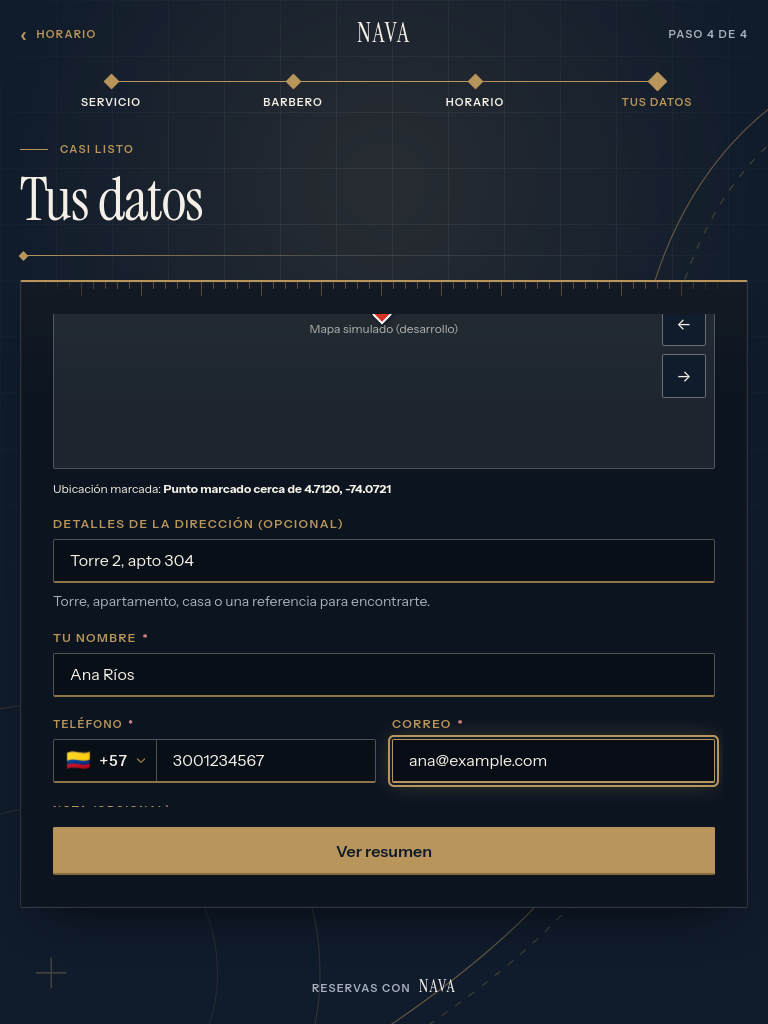 ‹ HORARIO
NAVA
PASO 4 DE 4
SERVICIO
BARBERO
HORARIO
TUS DATOS
CASI LISTO
Tus datos
Mapa simulado (desarrollo)
←
→
Ubicación marcada: Punto marcado cerca de 4.7120, -74.0721
DETALLES DE LA DIRECCIÓN (OPCIONAL)
Torre 2, apto 304
Torre, apartamento, casa o una referencia para encontrarte.
TU NOMBRE *
Ana Ríos
TELÉFONO *
CORREO *
+57
3001234567
ana@example.com
Ver resumen
RESERVAS CON NAVA